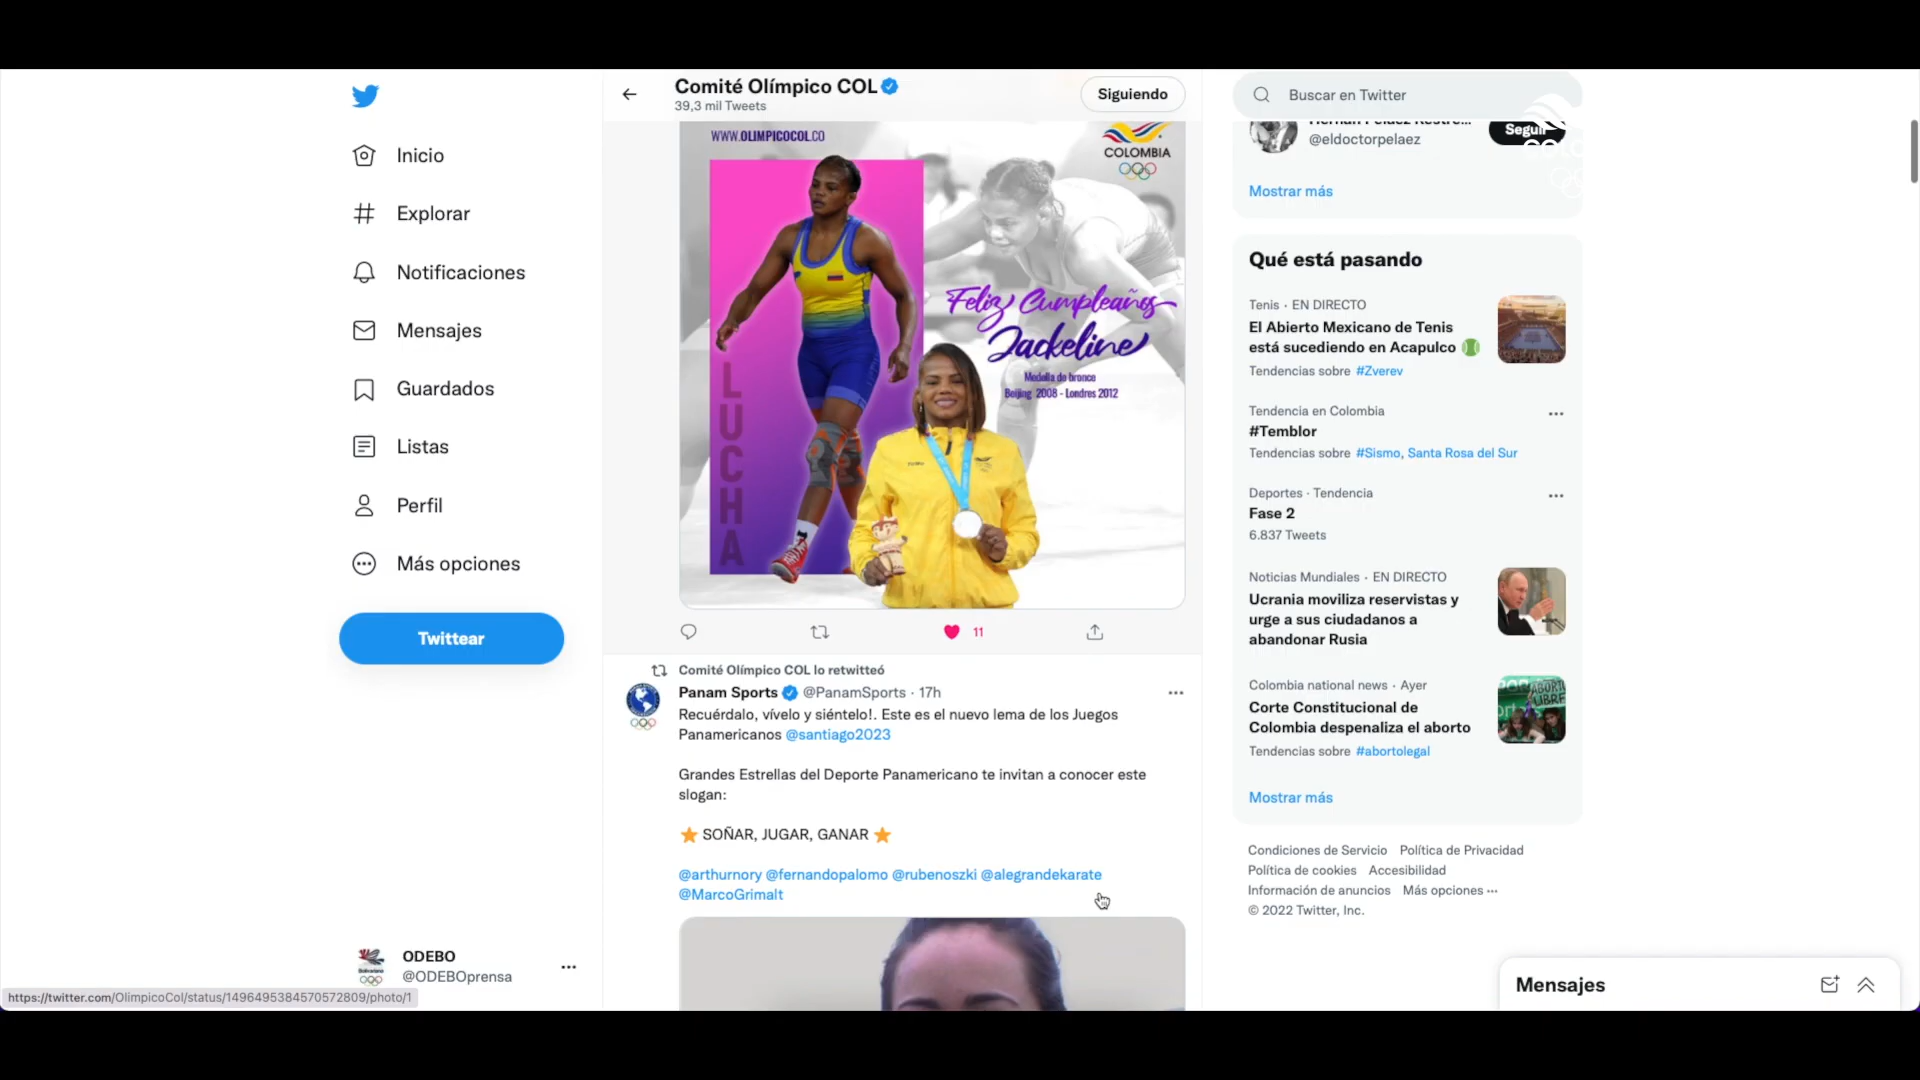 Inicio
Explorar
Notificaciones
Mensajes
Guardados
Listas
Perfil
Más opciones
Twittear
ODEBO
@ODEBOprensa
https://twitter.com/OlimpicoCol/status/1496495384570572809/photo/1
Comité Olímpico COL
39,3 mil Tweets
Siguiendo
WWW.OLIMPICOCOL.CO
COLOMBIA
LUCHA
Feliz Cumpleaños
Jackeline
Medalla de bronce
Beijing 2008 - Londres 2012
11
Comité Olímpico COL lo retwitteó
Panam Sports @PanamSports · 17h
Recuérdalo, vívelo y siéntelo!. Este es el nuevo lema de los Juegos
Panamericanos @santiago2023
Grandes Estrellas del Deporte Panamericano te invitan a conocer este
slogan:
SOÑAR, JUGAR, GANAR
@arthurnory @fernandopalomo @rubenoszki @alegrandekarate
@MarcoGrimalt
Buscar en Twitter
@eldoctorpelaez
Seguir
Mostrar más
Qué está pasando
Tenis · EN DIRECTO
El Abierto Mexicano de Tenis
está sucediendo en Acapulco
Tendencias sobre #Zverev
Tendencia en Colombia
#Temblor
Tendencias sobre #Sismo, Santa Rosa del Sur
Deportes · Tendencia
Fase 2
6.837 Tweets
Noticias Mundiales · EN DIRECTO
Ucrania moviliza reservistas y
urge a sus ciudadanos a
abandonar Rusia
Colombia national news · Ayer
Corte Constitucional de
Colombia despenaliza el aborto
Tendencias sobre #abortolegal
Mostrar más
Condiciones de Servicio Política de Privacidad
Política de cookies Accesibilidad
Información de anuncios Más opciones ···
© 2022 Twitter, Inc.
Mensajes